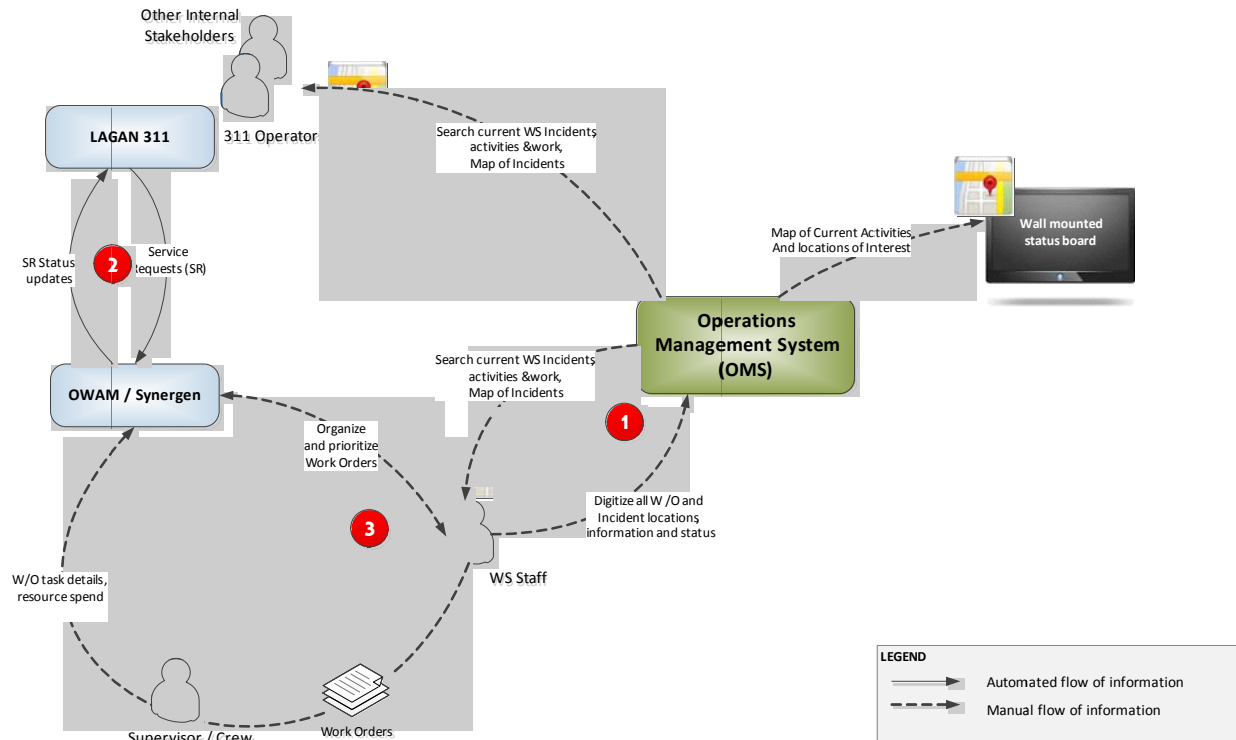 Other Internal
Stakeholders
LAGAN 311
311 Operator
Search current WS Incidents,
activities &work,
Map of Incidents
Wall mounted
status board
Map of Current Activities
And locations of Interest
2
SR Status
updates
Service
Requests (SR)
Operations
Management System
(OMS)
Search current WS Incidents,
activities &work,
Map of Incidents
OWAM / Synergen
1
Organize
and prioritize
Work Orders
Digitize all W /O and
Incident locations,
information and status
3
WS Staff
W/O task details,
resource spend
LEGEND
Automated flow of information
Manual flow of information
Work Orders
Supervisor / Crew